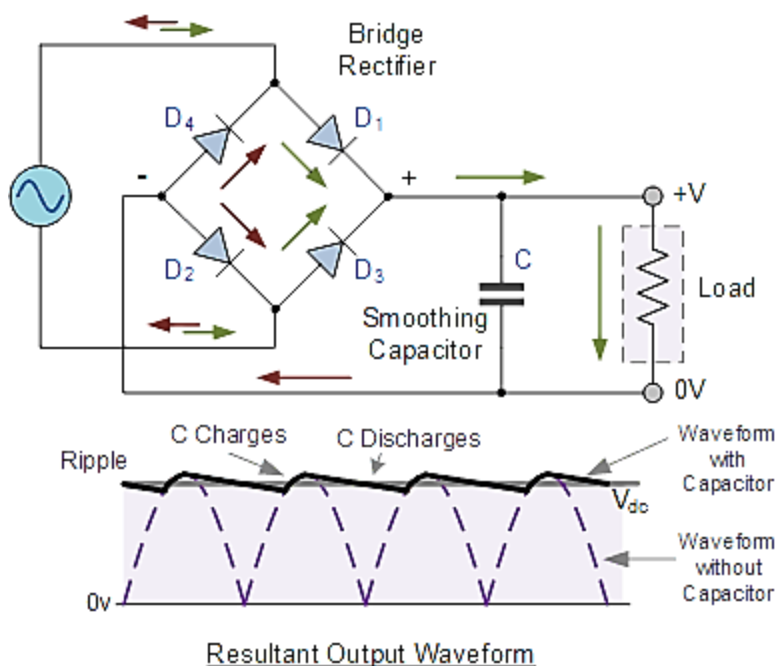 Bridge
Rectifier
D4
D1
-
+
+V
D2
D3
C
Load
Smoothing
Capacitor
0V
C Charges
C Discharges
Waveform
with
Capacitor
Ripple
Vdc
Waveform
without
Capacitor
0v
Resultant Output Waveform